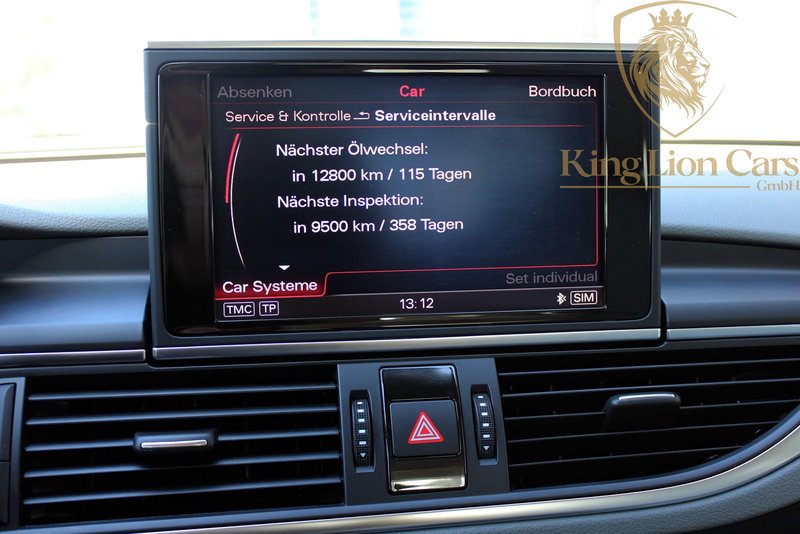 Absenken Car Bordbuch
Service & Kontrolle Serviceintervalle
Nächster Ölwechsel:
in 12800 km / 115 Tagen
Nächste Inspektion:
in 9500 km / 358 Tagen
Car Systeme Set individual
TMC TP 13:12 SIM
King Lion Cars
GmbH